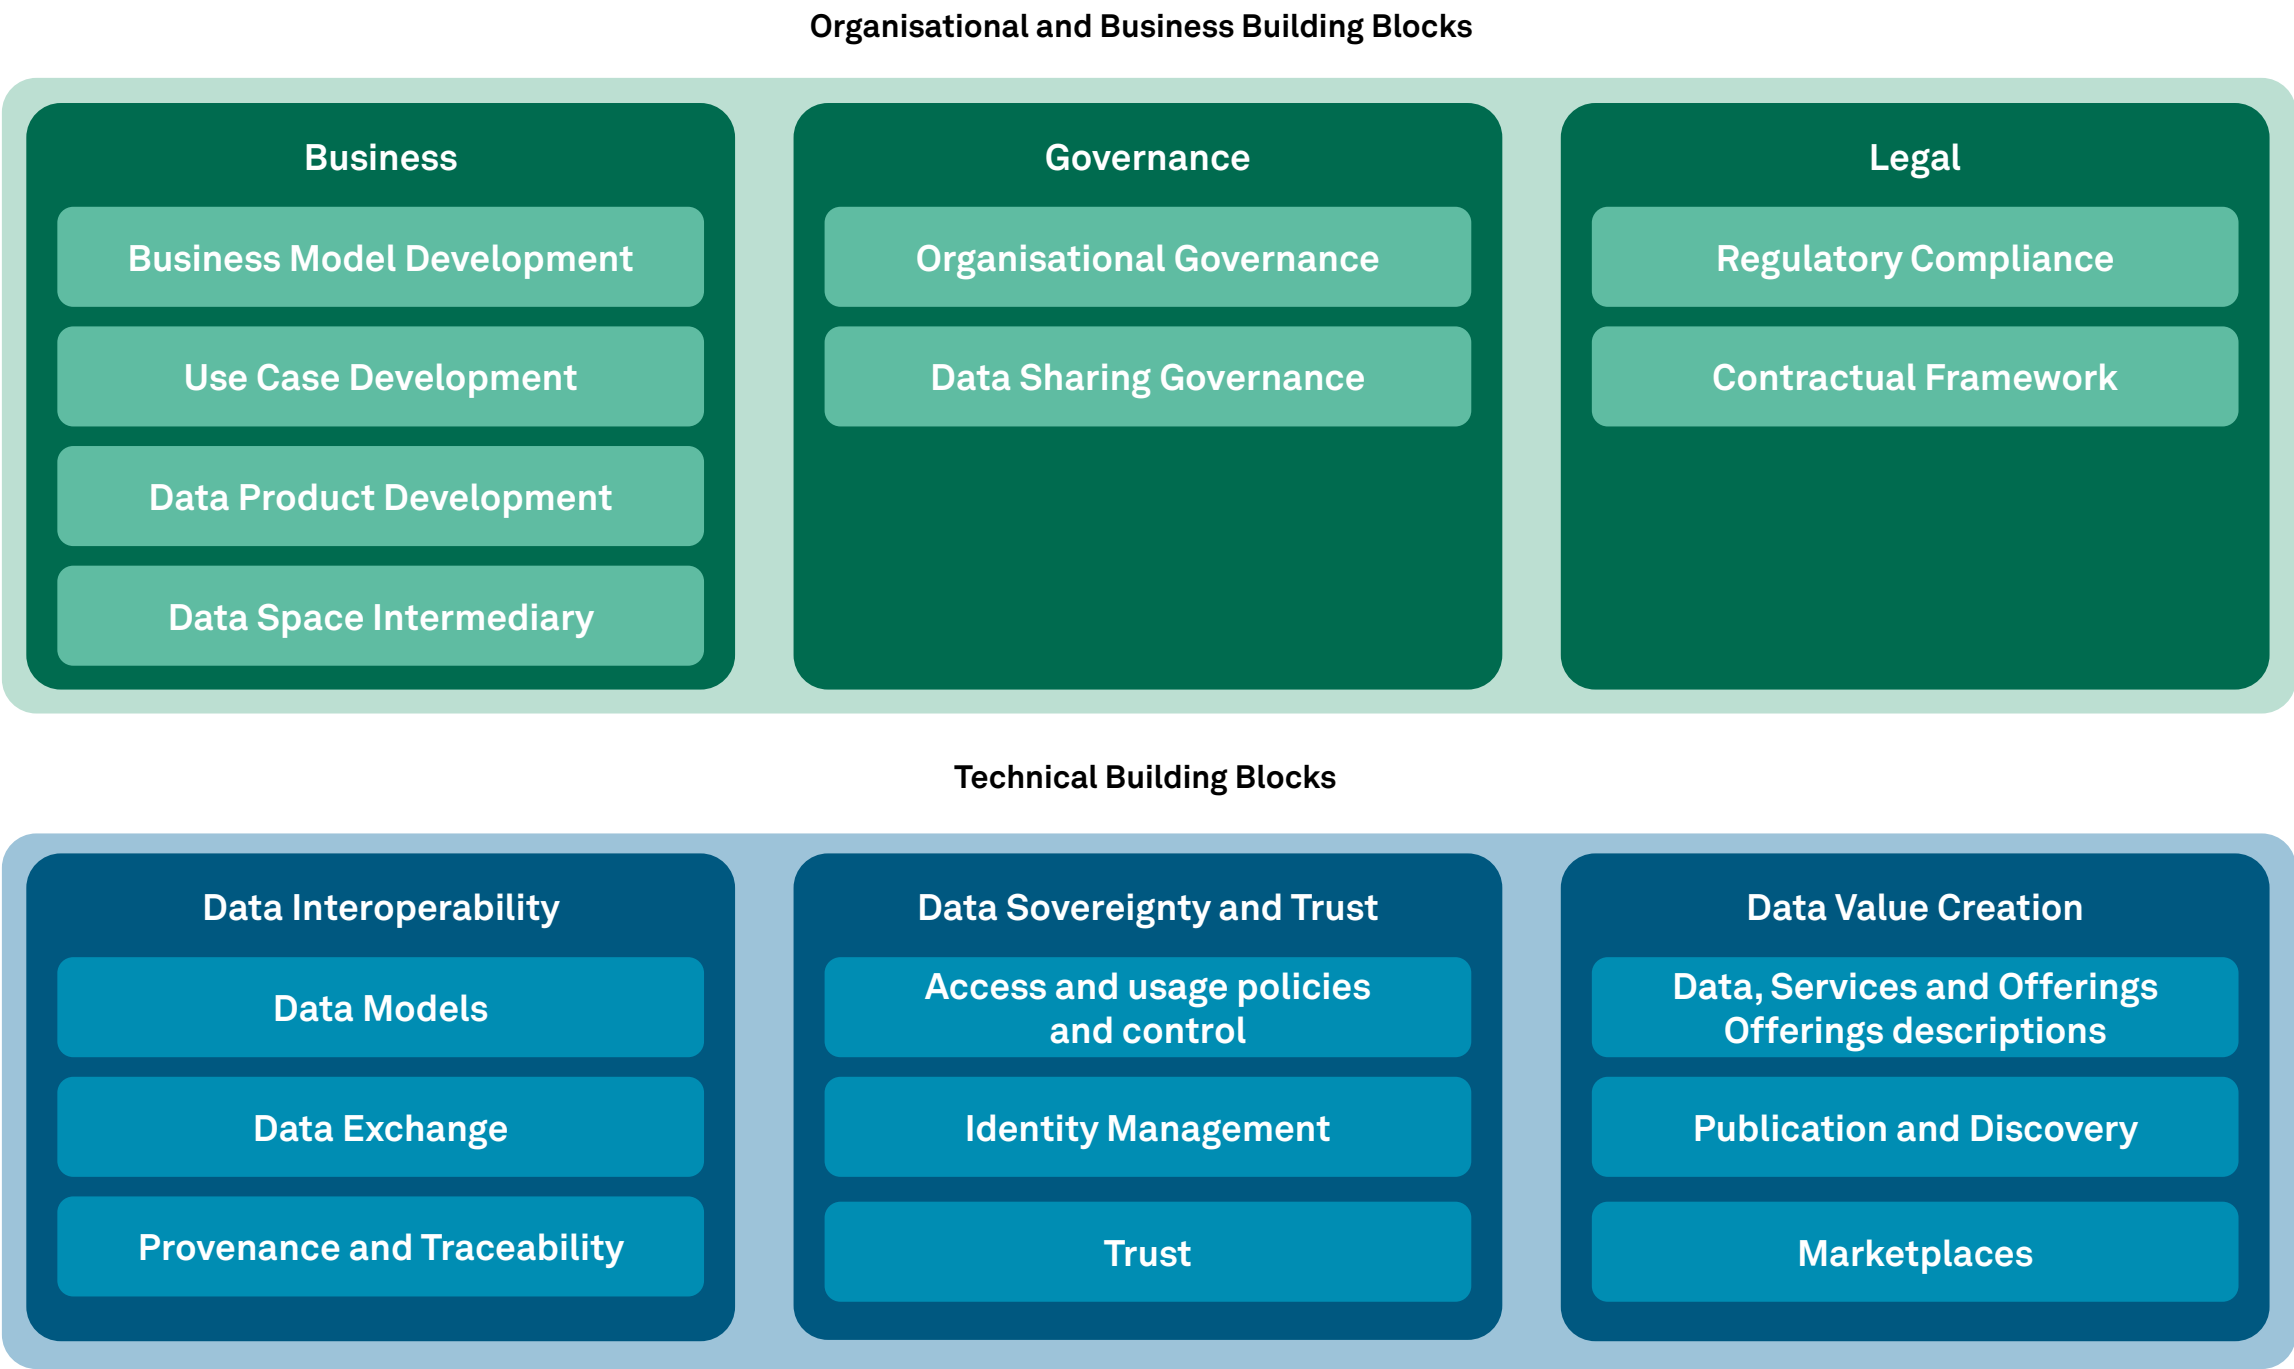 Organisational and Business Building Blocks
Business
Business Model Development
Use Case Development
Data Product Development
Data Space Intermediary
Governance
Organisational Governance
Data Sharing Governance
Legal
Regulatory Compliance
Contractual Framework
Technical Building Blocks
Data Interoperability
Data Models
Data Exchange
Provenance and Traceability
Data Sovereignty and Trust
Access and usage policies
and control
Identity Management
Trust
Data Value Creation
Data, Services and Offerings
Offerings descriptions
Publication and Discovery
Marketplaces